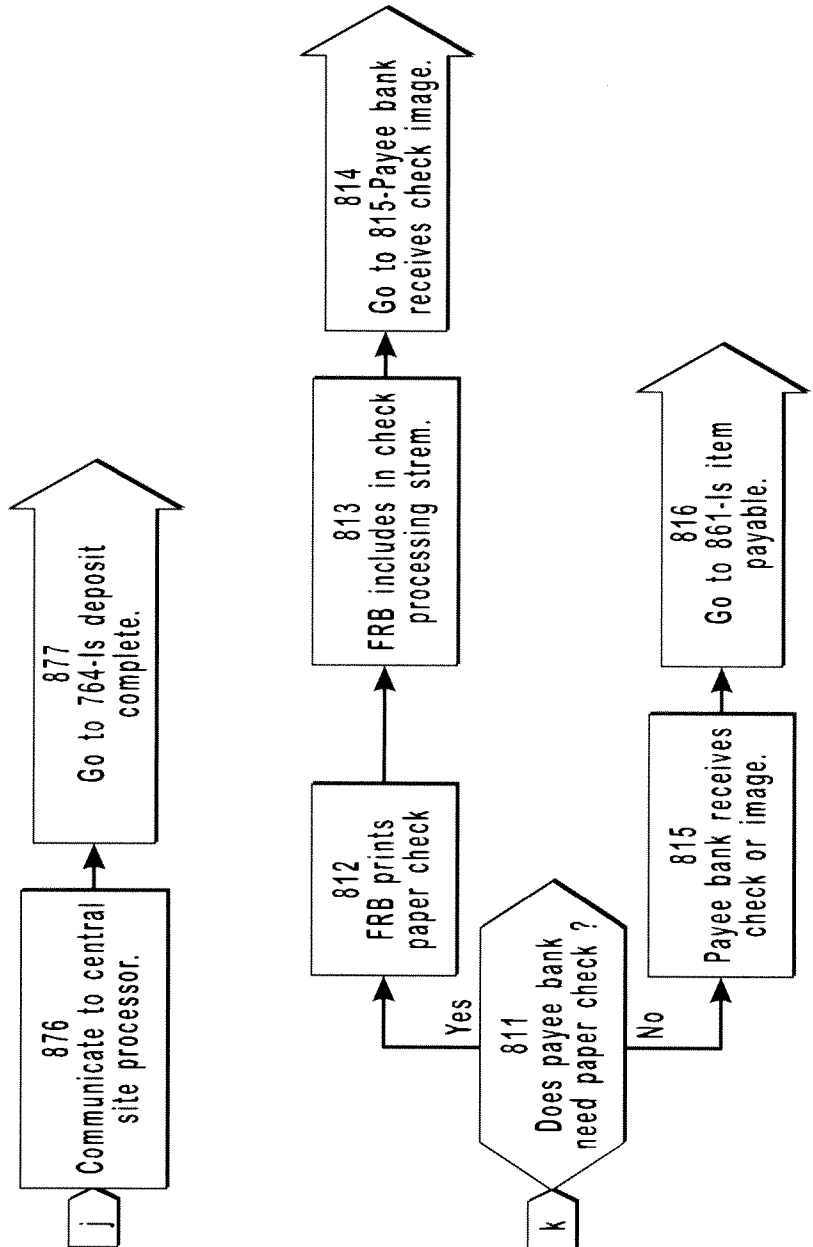 j
876
Communicate to central
site processor.
877
Go to 764-Is deposit
complete.
k
811
Does payee bank
need paper check ?
Yes
812
FRB prints
paper check
813
FRB includes in check
processing strem.
814
Go to 815-Payee bank
receives check image.
No
815
Payee bank receives
check or image.
816
Go to 861-Is item
payable.